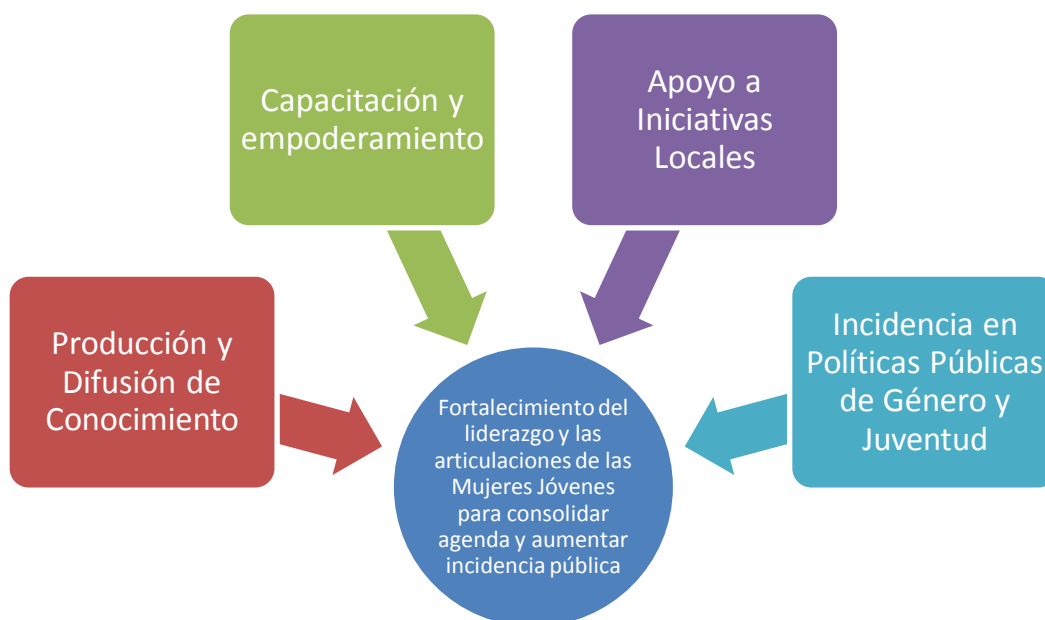 Capacitación y
empoderamiento
Apoyo a
Iniciativas
Locales
Producción y
Difusión de
Conocimiento
Incidencia en
Políticas Públicas
de Género y
Juventud
Fortalecimiento del
liderazgo y las
articulaciones de las
Mujeres Jóvenes
para consolidar
agenda y aumentar
incidencia pública